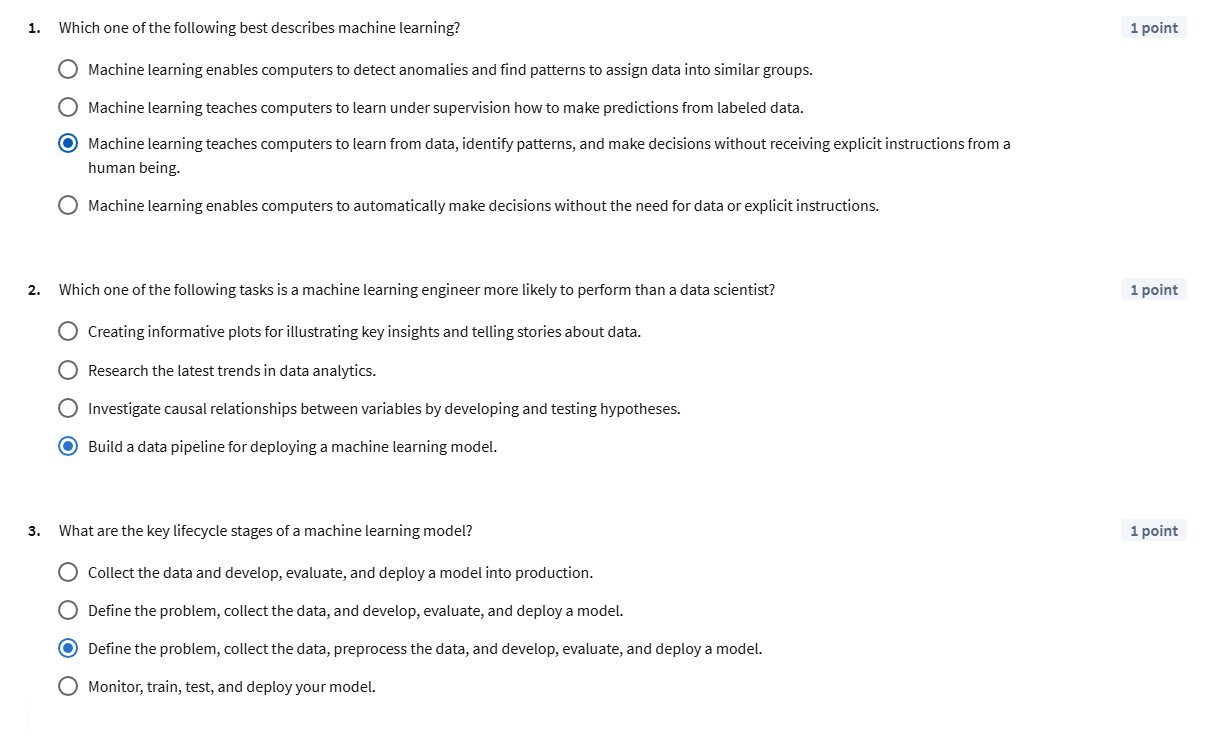 1. Which one of the following best describes machine learning? 1 point
Machine learning enables computers to detect anomalies and find patterns to assign data into similar groups.
Machine learning teaches computers to learn under supervision how to make predictions from labeled data.
Machine learning teaches computers to learn from data, identify patterns, and make decisions without receiving explicit instructions from a
human being.
Machine learning enables computers to automatically make decisions without the need for data or explicit instructions.
2. Which one of the following tasks is a machine learning engineer more likely to perform than a data scientist? 1 point
Creating informative plots for illustrating key insights and telling stories about data.
Research the latest trends in data analytics.
Investigate causal relationships between variables by developing and testing hypotheses.
Build a data pipeline for deploying a machine learning model.
3. What are the key lifecycle stages of a machine learning model? 1 point
Collect the data and develop, evaluate, and deploy a model into production.
Define the problem, collect the data, and develop, evaluate, and deploy a model.
Define the problem, collect the data, preprocess the data, and develop, evaluate, and deploy a model.
Monitor, train, test, and deploy your model.